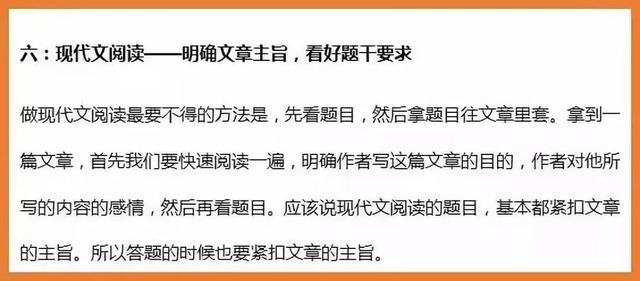 六：现代文阅读——明确文章主旨，看好题干要求
做现代文阅读最要不得的方法是，先看题目，然后拿题目往文章里套。拿到一
篇文章，首先我们要快速阅读一遍，明确作者写这篇文章的目的，作者对他所
写的内容的感情，然后再看题目。应该说现代文阅读的题目，基本都紧扣文章
的主旨。所以答题的时候也要紧扣文章的主旨。